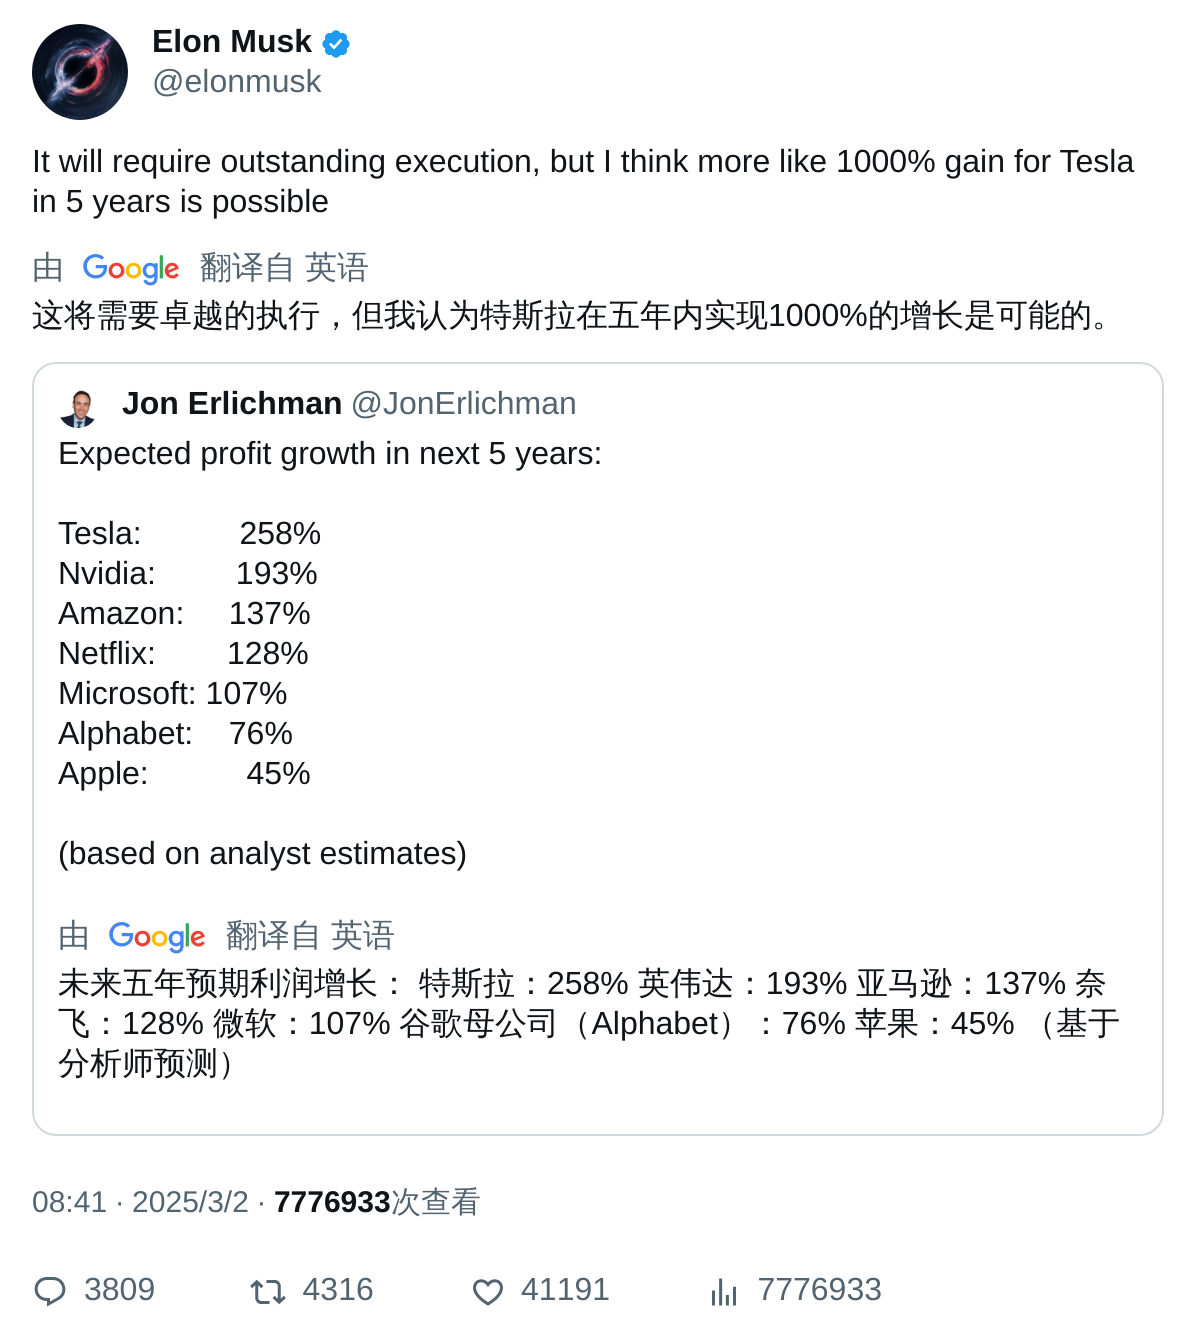 Elon Musk
@elonmusk
It will require outstanding execution, but I think more like 1000% gain for Tesla
in 5 years is possible
由 Google 翻译自 英语
这将需要卓越的执行，但我认为特斯拉在五年内实现1000%的增长是可能的。
Jon Erlichman @JonErlichman
Expected profit growth in next 5 years:
Tesla: 258%
Nvidia: 193%
Amazon: 137%
Netflix: 128%
Microsoft: 107%
Alphabet: 76%
Apple: 45%
(based on analyst estimates)
由 Google 翻译自 英语
未来五年预期利润增长： 特斯拉：258% 英伟达：193% 亚马逊：137% 奈
飞：128% 微软：107% 谷歌母公司（Alphabet）：76% 苹果：45% （基于
分析师预测）
08:41 · 2025/3/2 · 7776933次查看
3809 4316 41191 7776933